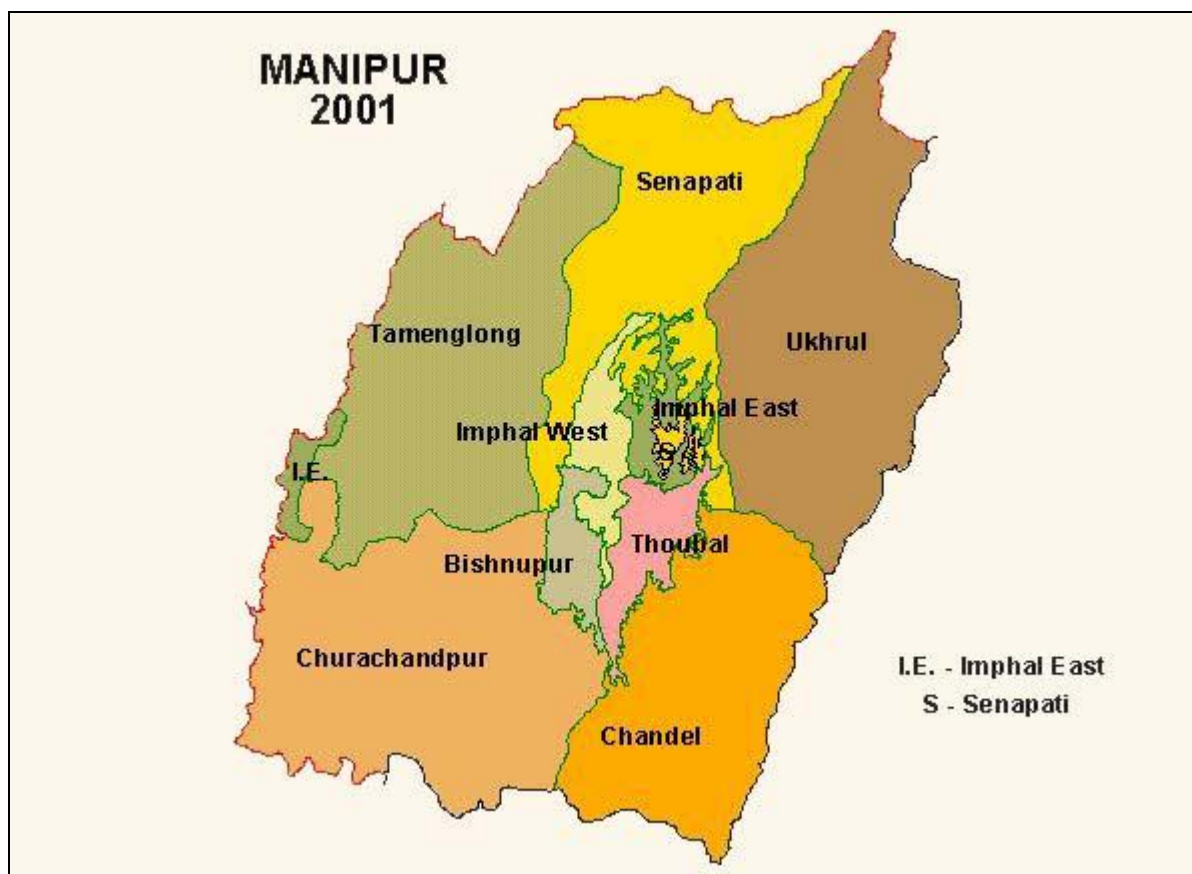 MANIPUR
2001
Senapati
Tamenglong
Ukhrul
Imphal East
Imphal West
S
I.E.
Thoubal
Bishnupur
Churachandpur
I.E. - Imphal East
S - Senapati
Chandel